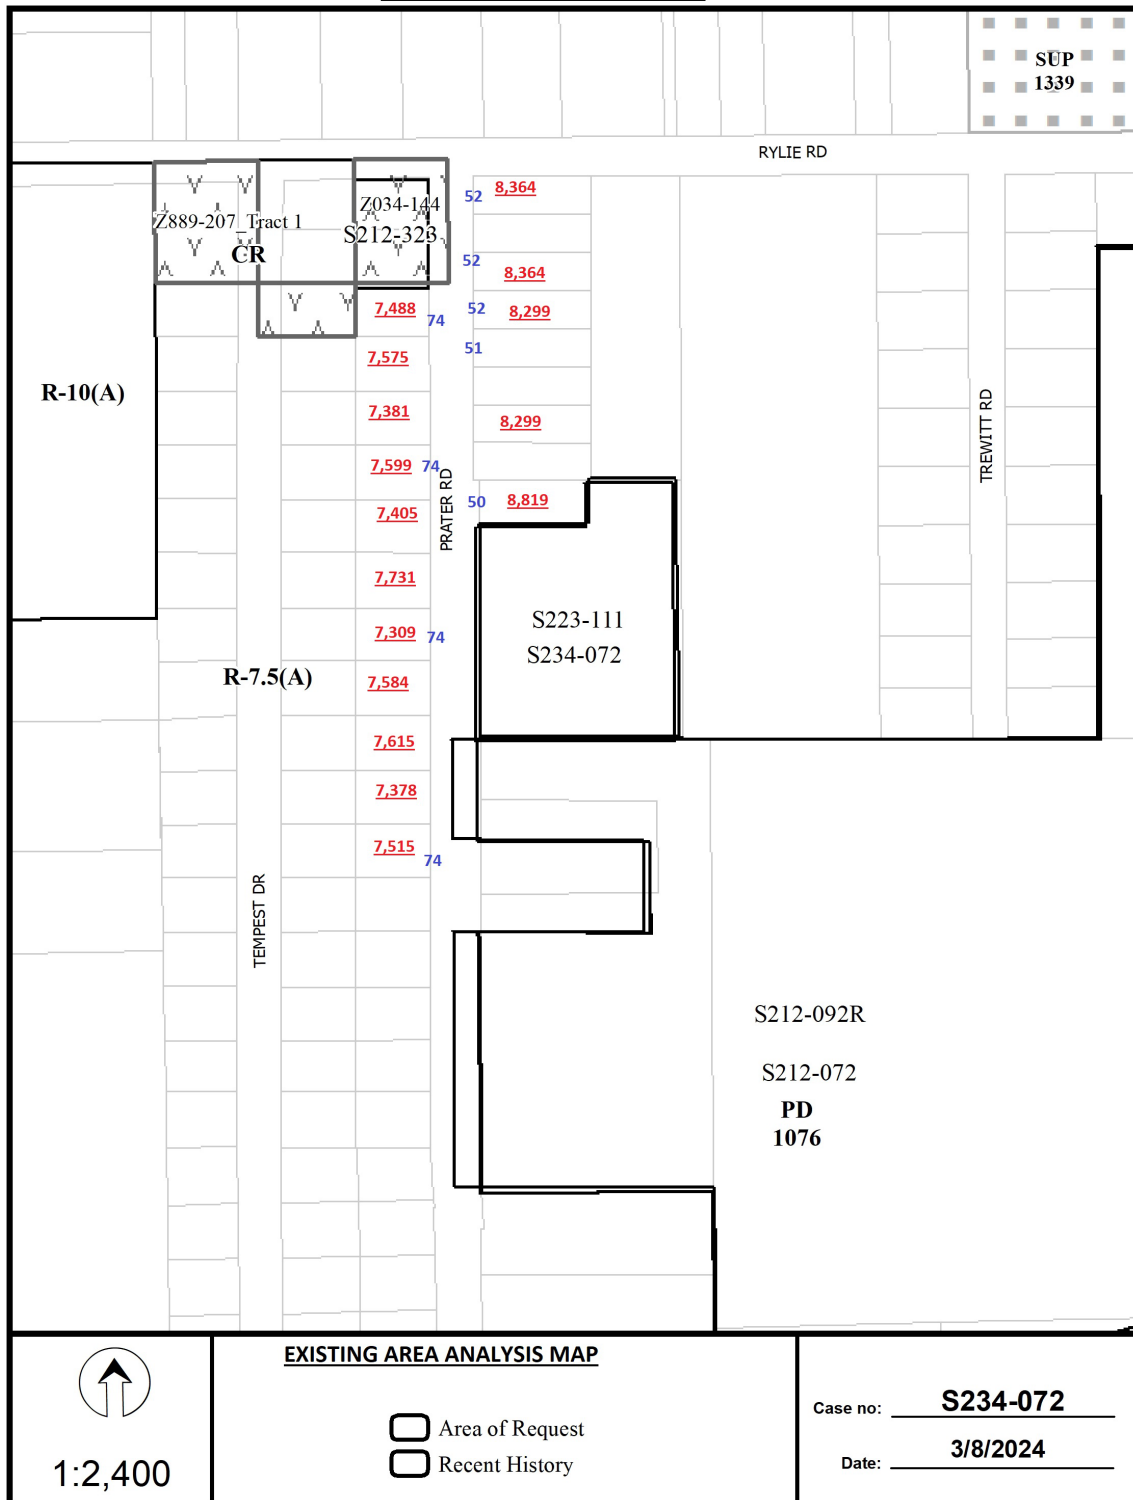 SUP
1339
RYLIE RD
Z889-207_Tract 1
CR
Z034-144
S212-323
52
8,364
52
8,364
7,488
74
52
8,299
51
7,575
R-10(A)
7,381
8,299
TREWITT RD
7,599
74
PRATER RD
50
8,819
7,405
7,731
S223-111
7,309
74
S234-072
R-7.5(A)
7,584
7,615
7,378
7,515
74
TEMPEST DR
S212-092R
S212-072
PD
1076
EXISTING AREA ANALYSIS MAP
1:2,400
Area of Request
Recent History
Case no: S234-072
Date: 3/8/2024